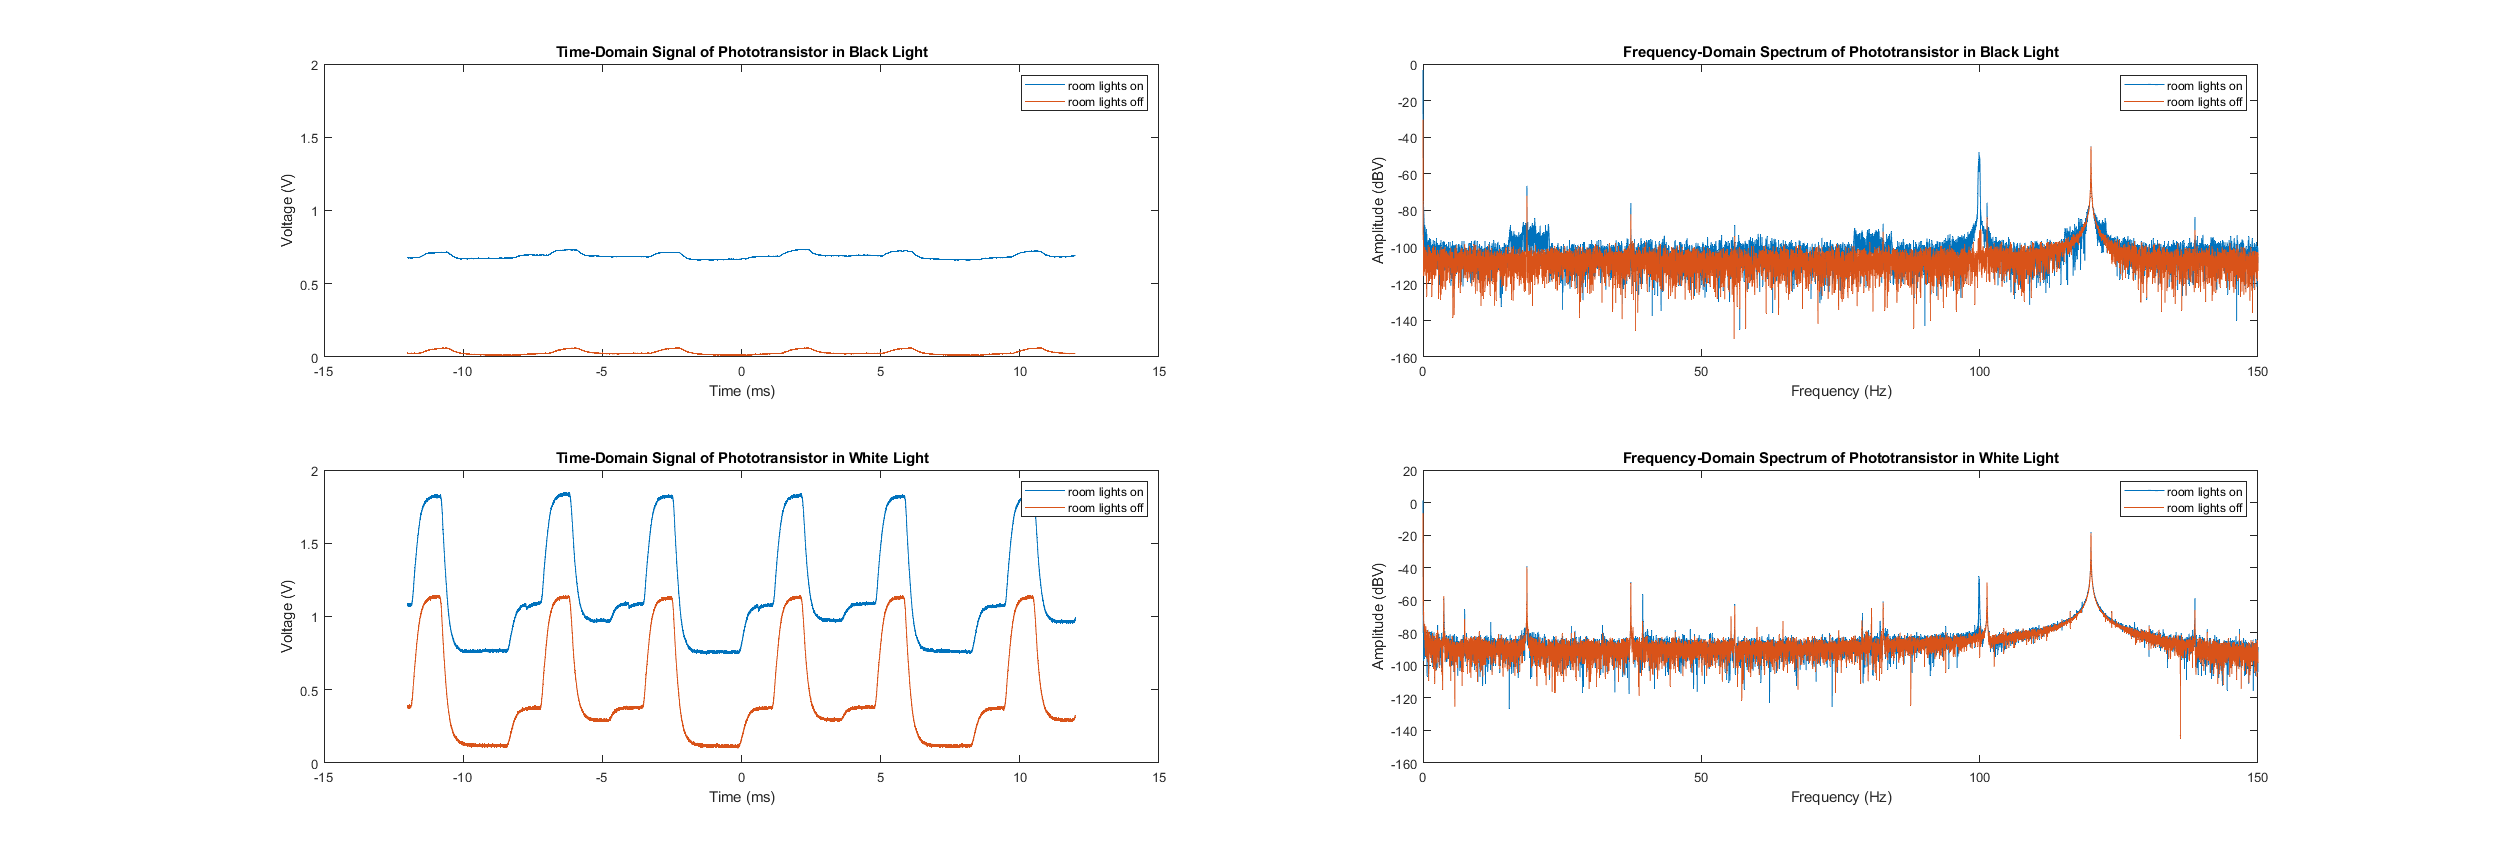 Time-Domain Signal of Phototransistor in Black Light
2
1.5
1
0.5
0
Voltage (V)
room lights on
room lights off
-15 -10 -5 0 5 10 15
Time (ms)
Frequency-Domain Spectrum of Phototransistor in Black Light
0
-20
-40
-60
-80
-100
-120
-140
-160
Amplitude (dBV)
room lights on
room lights off
0 50 100 150
Frequency (Hz)
Time-Domain Signal of Phototransistor in White Light
2
1.5
1
0.5
0
Voltage (V)
room lights on
room lights off
-15 -10 -5 0 5 10 15
Time (ms)
Frequency-Domain Spectrum of Phototransistor in White Light
20
0
-20
-40
-60
-80
-100
-120
-140
-160
Amplitude (dBV)
room lights on
room lights off
0 50 100 150
Frequency (Hz)